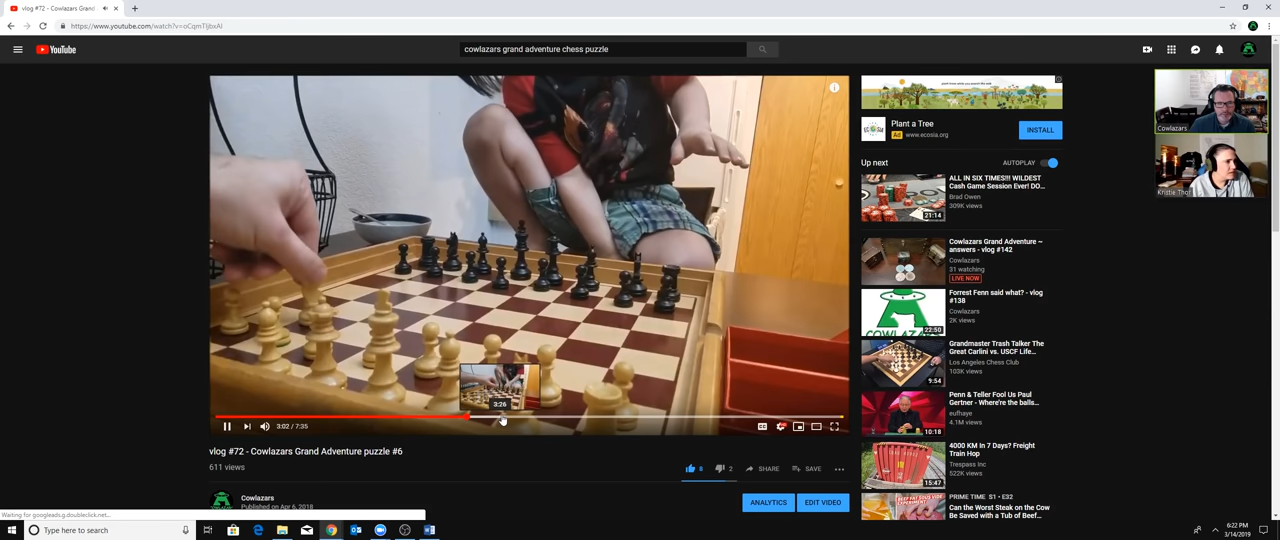 vlog #72 - Cowlazars Grand
https://www.youtube.com/watch?v=oCqmTljbxAI
YouTube
cowlazars grand adventure chess puzzle
Plant a Tree
Ad www.ecosia.org
INSTALL
Up next
AUTOPLAY
ALL IN SIX TIMES!!! WILDEST
Cash Game Session Ever! DO...
Brad Owen
309K views
21:14
Cowlazars Grand Adventure ~
answers - vlog #142
Cowlazars
31 watching
LIVE NOW
Forrest Fenn said what? - vlog
#138
Cowlazars
2K views
22:50
COWLAZARS
Grandmaster Trash Talker The
Great Carlini vs. USCF Life...
Los Angeles Chess Club
103K views
9:54
Penn & Teller Fool Us Paul
Gertner - Where're the balls...
eufhaye
4.1M views
10:18
4000 KM In 7 Days? Freight
Train Hop
Trespass Inc
522K views
15:47
PRIME TIME S1 • E32
Can the Worst Steak on the Cow
Be Saved with a Tub of Beef...
Cowlazars
Kristie Thor
3:26
3:02 / 7:35
vlog #72 - Cowlazars Grand Adventure puzzle #6
611 views
8
2
SHARE
SAVE
Cowlazars
Published on Apr 6, 2018
ANALYTICS
EDIT VIDEO
Waiting for googleads.g.doubleclick.net...
Type here to search
6:22 PM
3/14/2019